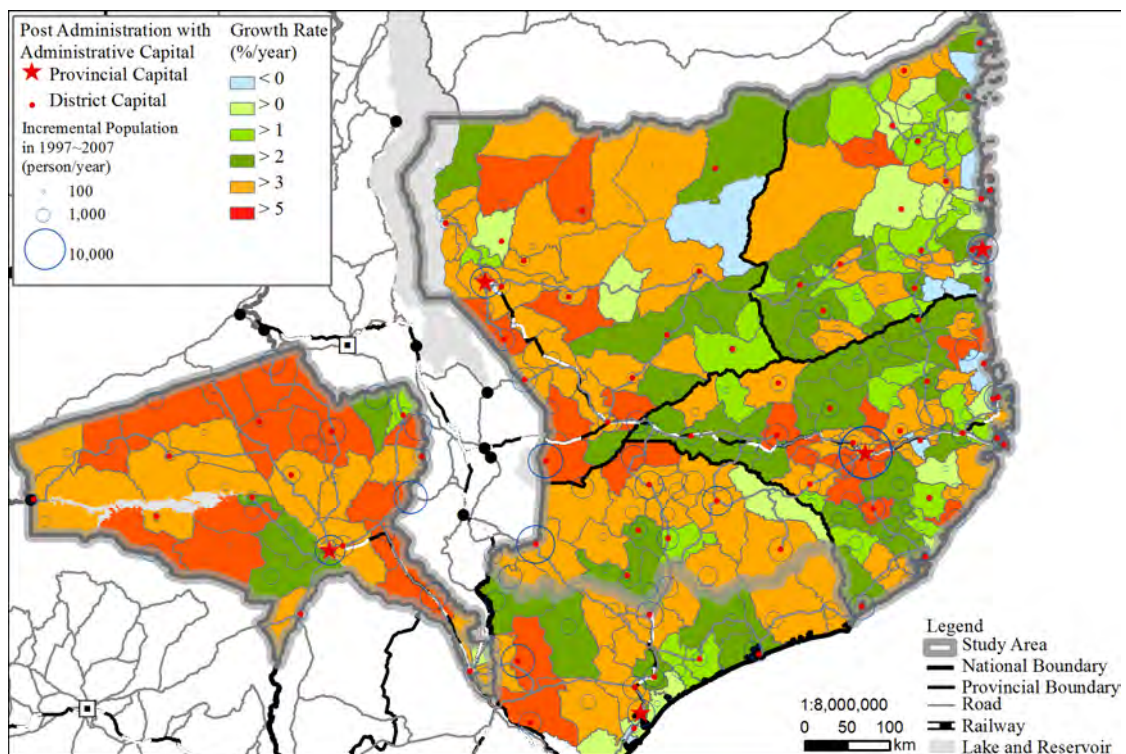 Post Administration with
Administrative Capital
Provincial Capital
District Capital
Incremental Population
in 1997~2007
(person/year)
100
1,000
10,000
Growth Rate
(%/year)
< 0
> 0
> 1
> 2
> 3
> 5
Legend
Study Area
National Boundary
Provincial Boundary
Road
Railway
Lake and Reservoir
1:8,000,000
0 50 100
km